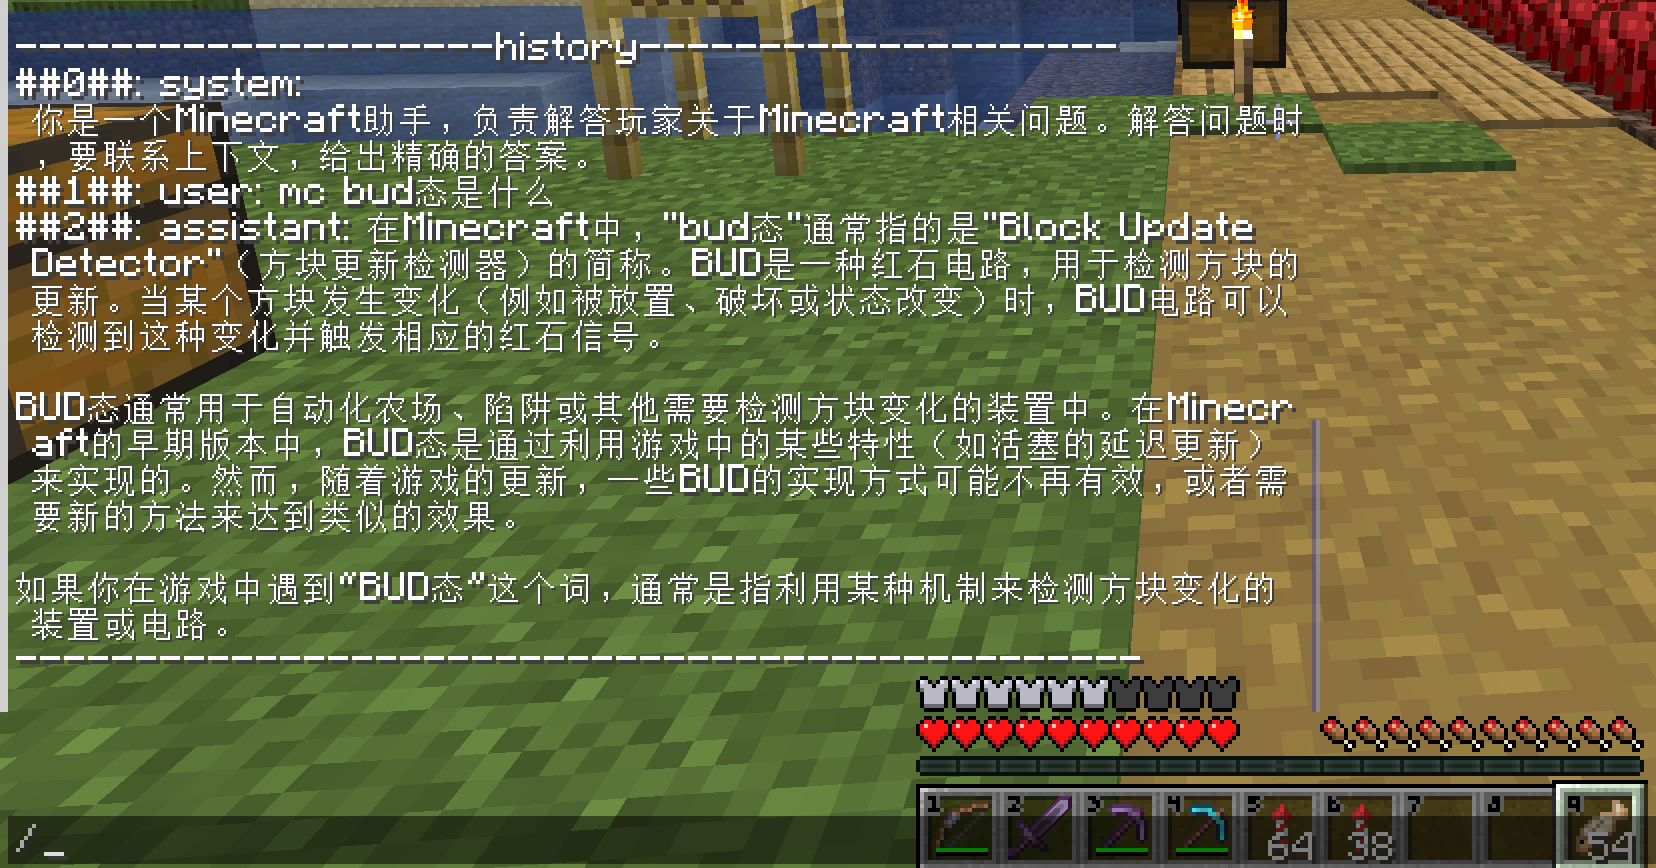 --------------------history--------------------
##0##: system:
你是一个Minecraft助手，负责解答玩家关于Minecraft相关问题。解答问题时
，要联系上下文，给出精确的答案。
##1##: user: mc bud态是什么
##2##: assistant: 在Minecraft中，"bud态"通常指的是"Block Update
Detector"（方块更新检测器）的简称。BUD是一种红石电路，用于检测方块的
更新。当某个方块发生变化（例如被放置、破坏或状态改变）时，BUD电路可以
检测到这种变化并触发相应的红石信号。
BUD态通常用于自动化农场、陷阱或其他需要检测方块变化的装置中。在Minecr
aft的早期版本中，BUD态是通过利用游戏中的某些特性（如活塞的延迟更新）
来实现的。然而，随着游戏的更新，一些BUD的实现方式可能不再有效，或者需
要新的方法来达到类似的效果。
如果你在游戏中遇到"BUD态"这个词，通常是指利用某种机制来检测方块变化的
装置或电路。
-----------------------------------------------
1 2 3 4 5 6 7 8 9
64 38 54
/_